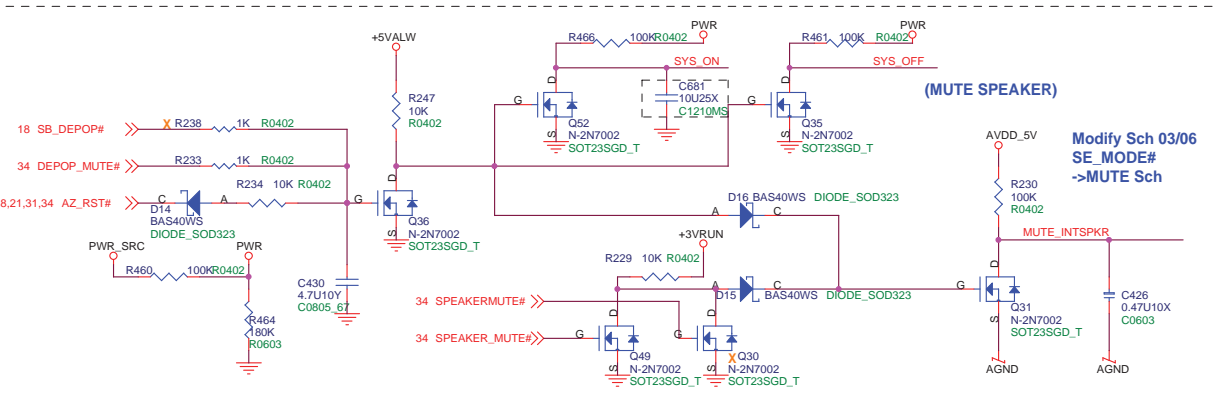 R466 100K R0402 PWR
R461 100K R0402 PWR
+5VALW
SYS_ON
SYS_OFF
(MUTE SPEAKER)
R247
10K
R0402
D
G
S
Q52
N-2N7002
SOT23SGD_T
C681
10U25X
C1210MS
D
G
S
Q35
N-2N7002
SOT23SGD_T
AVDD_5V
Modify Sch 03/06
SE_MODE#
->MUTE Sch
18 SB_DEPOP#
X R238 1K R0402
34 DEPOP_MUTE#
R233 1K R0402
8,21,31,34 AZ_RST#
C A
D14
BAS40WS
DIODE_SOD323
R234 10K R0402
D
G
S
Q36
N-2N7002
SOT23SGD_T
D16 BAS40WS DIODE_SOD323
A C
R230
100K
R0402
MUTE_INTSPKR
PWR_SRC
PWR
R460 100K R0402
R464
180K
R0603
C430
4.7U10Y
C0805_67
+3VRUN
R229 10K R0402
A C
D15 BAS40WS DIODE_SOD323
34 SPEAKERMUTE#
34 SPEAKER_MUTE#
D
G
S
Q49
N-2N7002
SOT23SGD_T
D
G
S
X Q30
N-2N7002
SOT23SGD_T
D
G
S
Q31
N-2N7002
SOT23SGD_T
C426
0.47U10X
C0603
AGND
AGND